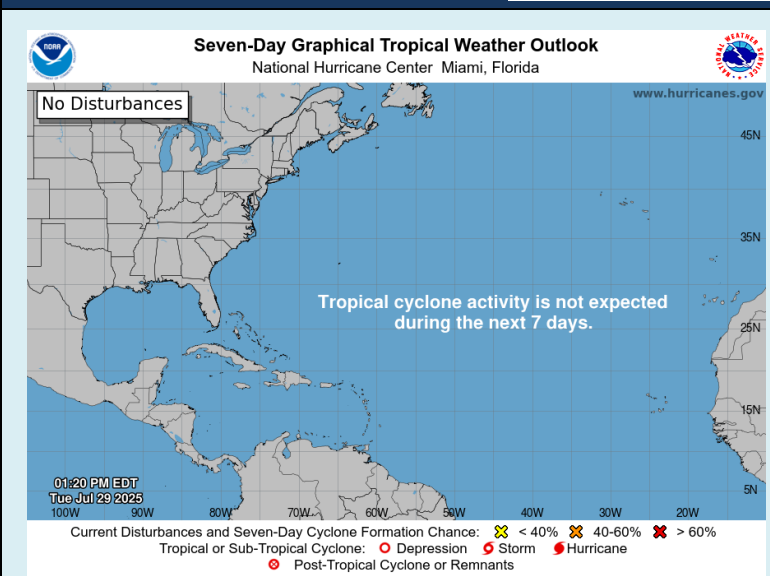 Seven-Day Graphical Tropical Weather Outlook
National Hurricane Center Miami, Florida
NOAA
NATIONAL WEATHER SERVICE
No Disturbances
www.hurricanes.gov
45N
35N
Tropical cyclone activity is not expected
during the next 7 days.
25N
15N
01:20 PM EDT
Tue Jul 29 2025
5N
100W 90W 80W 70W 60W 50W 40W 30W 20W
Current Disturbances and Seven-Day Cyclone Formation Chance: < 40% 40-60% > 60%
Tropical or Sub-Tropical Cyclone: Depression Storm Hurricane
Post-Tropical Cyclone or Remnants